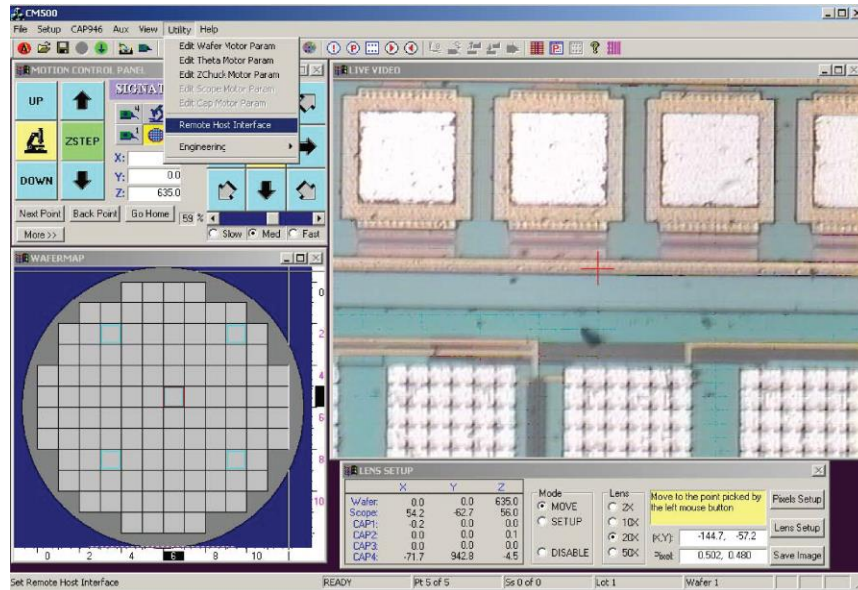 CM500
File Setup CAP946 Aux View Utility Help
Edit Wafer Motor Param
Edit Theta Motor Param
Edit ZChuck Motor Param
Edit Scope Motor Param
Edit Cap Motor Param
Remote Host Interface
Engineering
MOTION CONTROL PANEL
UP
ZSTEP
DOWN
X:
Y: 0.0
Z: 635.0
Next Point Back Point Go Home 59 %
More >> Slow Med Fast
LIVE VIDEO
WAFERMAP
0
2
4
6
8
10
0 2 4 6 8 10
LENS SETUP
X Y Z
Wafer: 0.0 0.0 635.0
Scope: 54.2 -62.7 56.0
CAP1: -0.2 0.0 0.0
CAP2: 0.0 0.0 0.1
CAP3: 0.0 0.0 0.0
CAP4: -71.7 942.8 -4.5
Mode
MOVE
SETUP
DISABLE
Lens
2X
10X
20X
50X
Move to the point picked by
the left mouse button
(X,Y): -144.7, -57.2
Pixel: 0.502, 0.480
Pixels Setup
Lens Setup
Save Image
Set Remote Host Interface READY Pt 5 of 5 Ss 0 of 0 Lot 1 Wafer 1